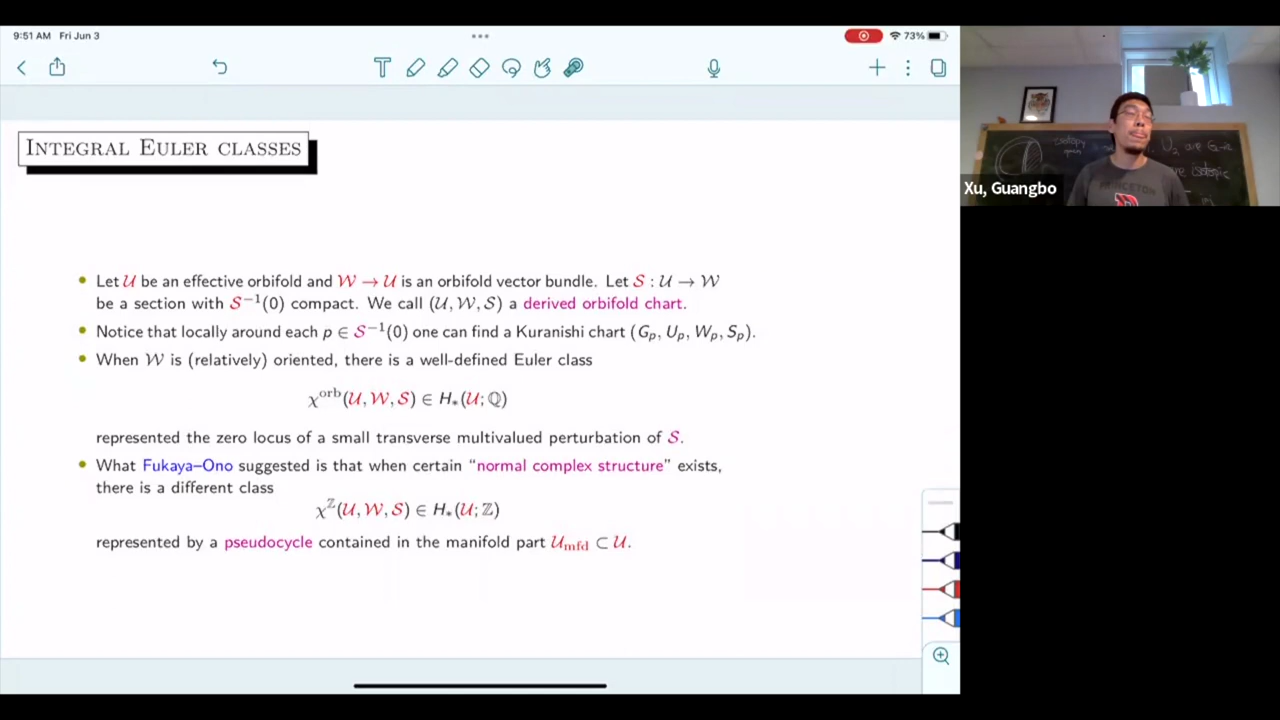 9:51 AM Fri Jun 3
73%
INTEGRAL EULER CLASSES
• Let 𝒰 be an effective orbifold and 𝒲 → 𝒰 is an orbifold vector bundle. Let 𝒮 : 𝒰 → 𝒲
be a section with 𝒮⁻¹(0) compact. We call (𝒰, 𝒲, 𝒮) a derived orbifold chart.
• Notice that locally around each p ∈ 𝒮⁻¹(0) one can find a Kuranishi chart (Gₚ, Uₚ, Wₚ, Sₚ).
• When 𝒲 is (relatively) oriented, there is a well-defined Euler class
χᵒʳᵇ(𝒰, 𝒲, 𝒮) ∈ H₊(𝒰; ℚ)
represented the zero locus of a small transverse multivalued perturbation of 𝒮.
• What Fukaya–Ono suggested is that when certain “normal complex structure” exists,
there is a different class
χ^ℤ(𝒰, 𝒲, 𝒮) ∈ H_*(𝒰; ℤ)
represented by a pseudocycle contained in the manifold part 𝒰_mfd ⊂ 𝒰.
Xu, Guangbo
isotopy
isotopic
PRINCETON